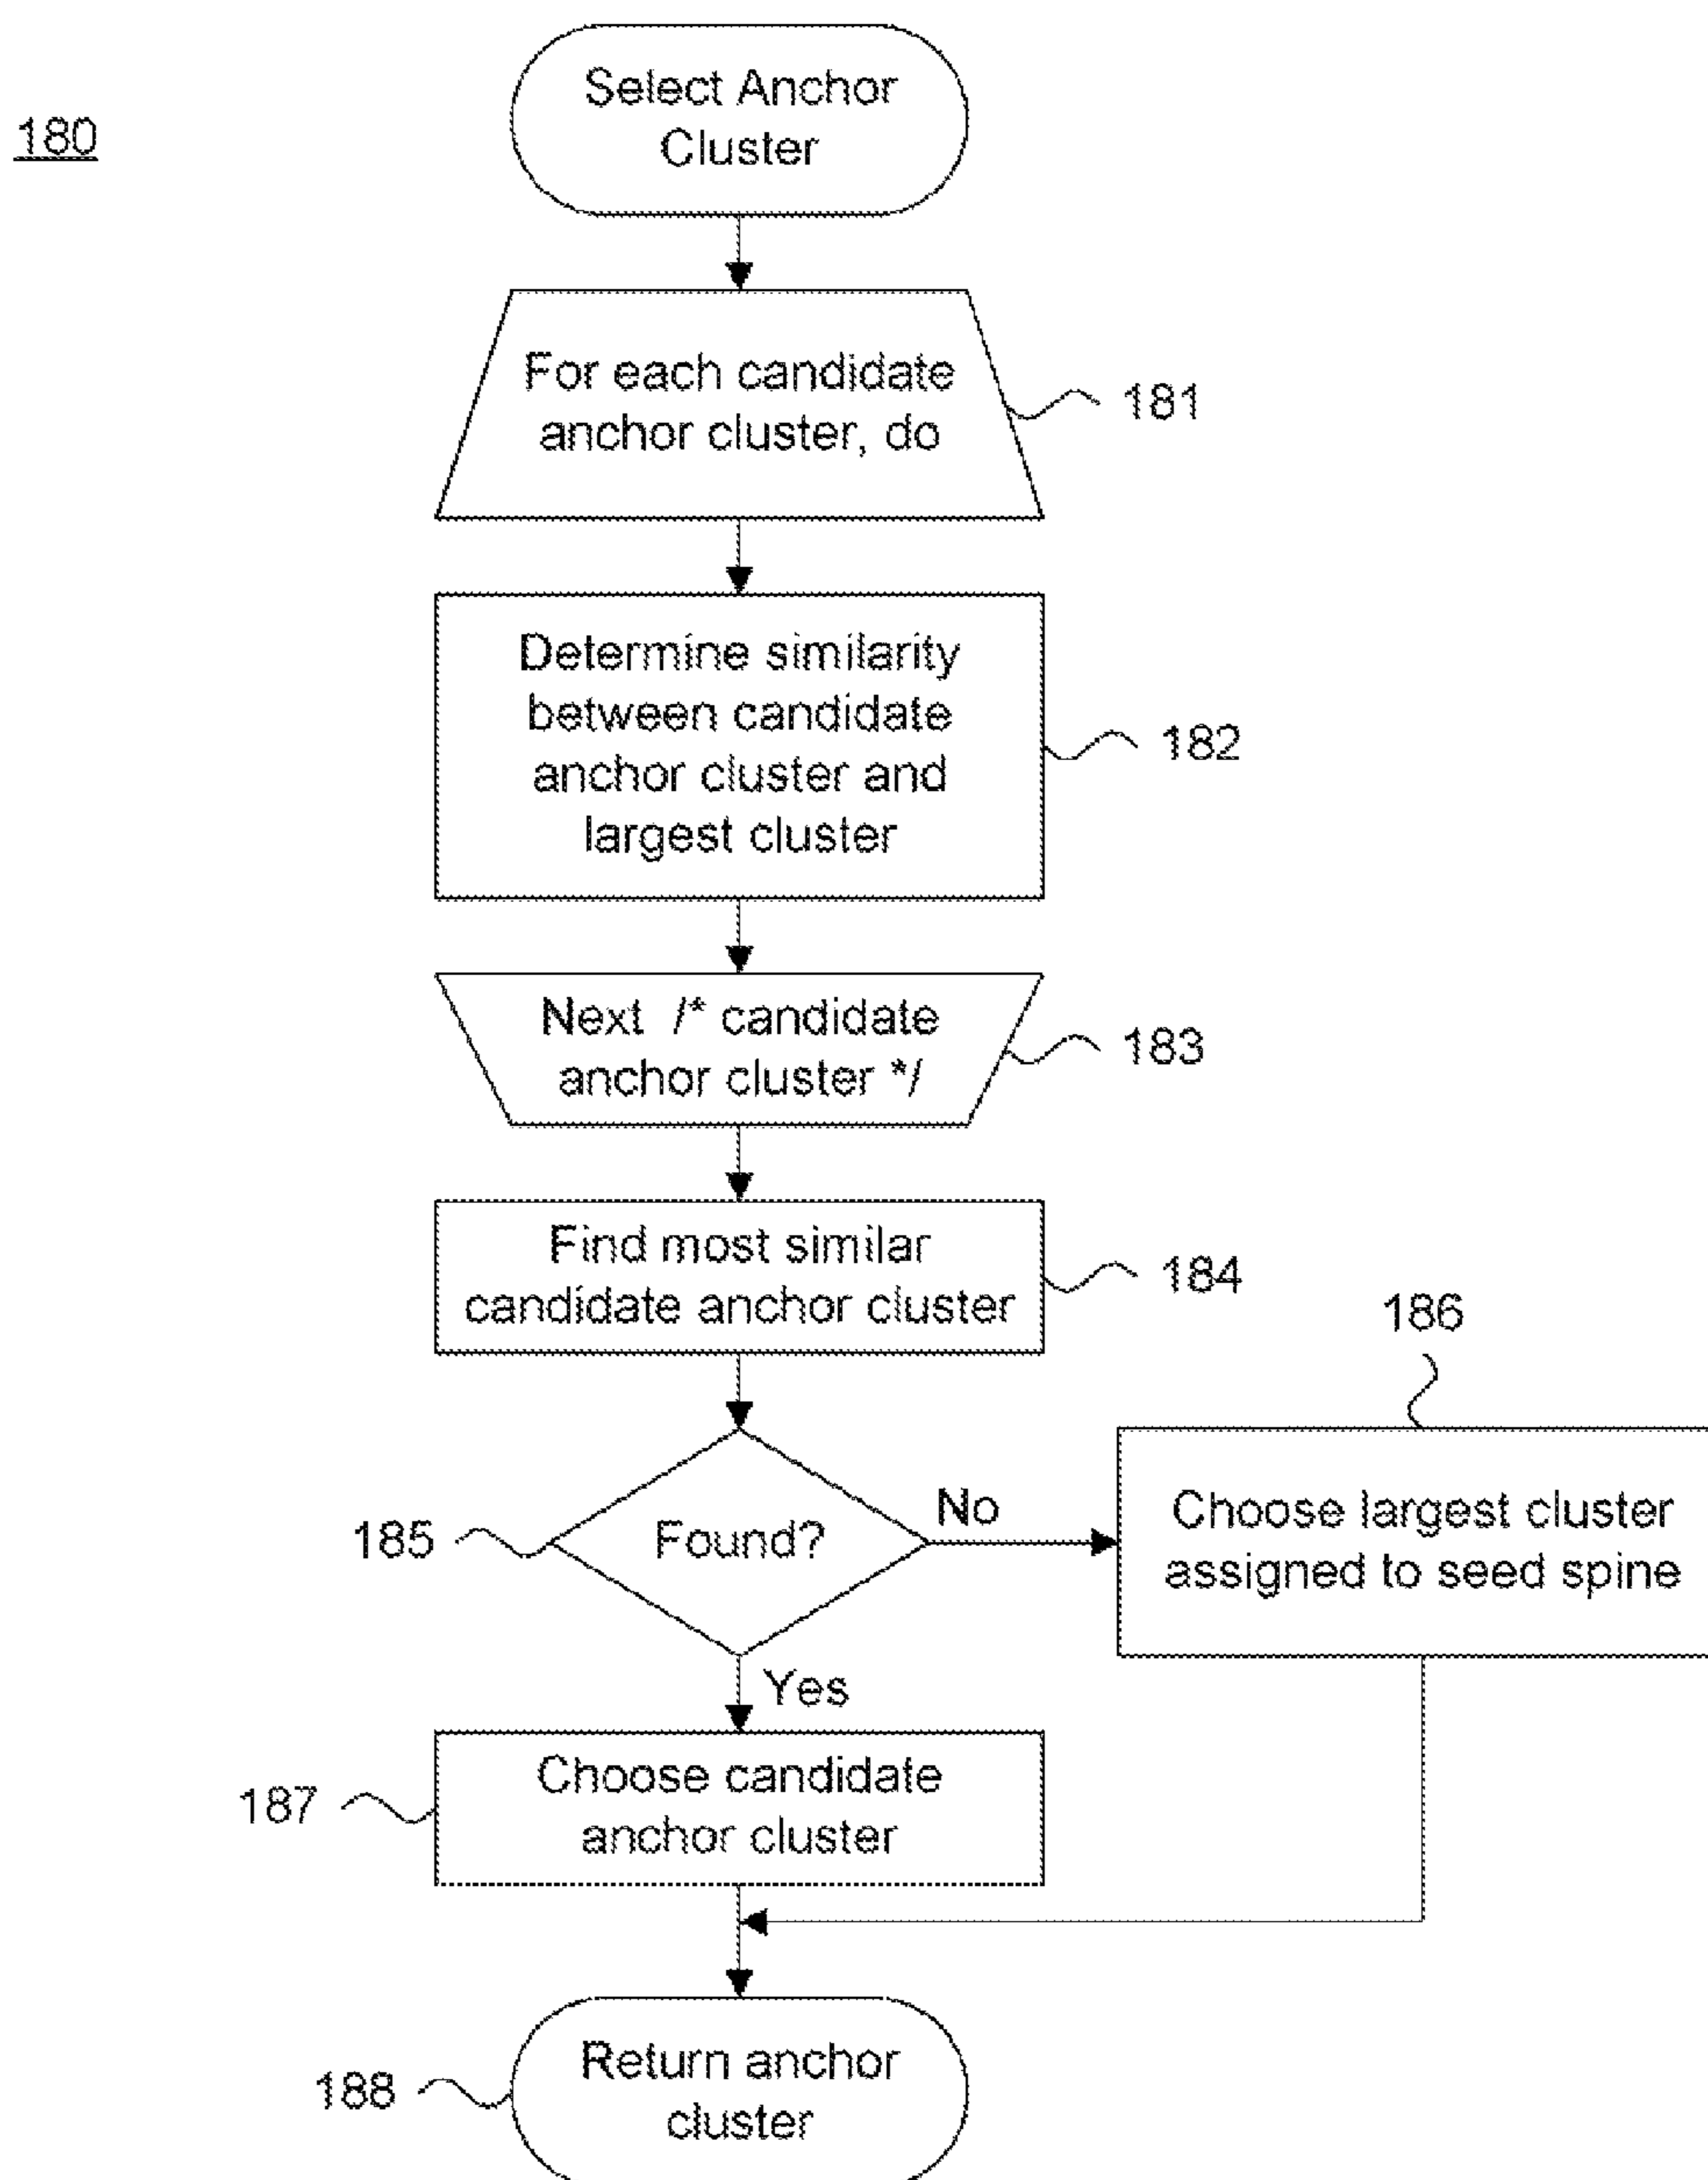 180
Select Anchor
Cluster
For each candidate
anchor cluster, do
181
Determine similarity
between candidate
anchor cluster and
largest cluster
182
Next /* candidate
anchor cluster */
183
Find most similar
candidate anchor cluster
184
185
Found?
No
186
Choose largest cluster
assigned to seed spine
Yes
187
Choose candidate
anchor cluster
188
Return anchor
cluster